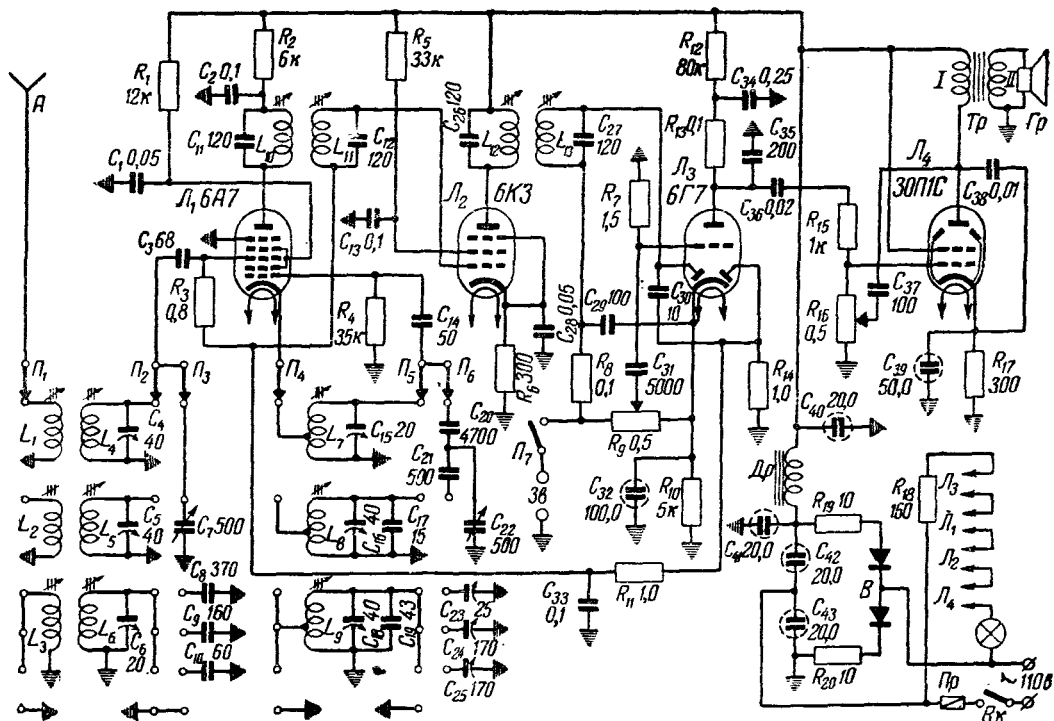 A
R₁
12к
R₂
6к
C₂ 0,1
R₅
33к
C₁₁ 120
L₁₀
L₁₁
C₁₂
120
C₁ 0,05
Л₁ 6А7
C₃ 68
R₃
0,8
C₁₃ 0,1
R₄
35к
C₁₄
50
C₂₆ 120
L₁₂
L₁₃
C₂₇
120
Л₂ 6К3
R₆ 300
C₂₈ 0,05
C₂₉ 100
R₇
1,5
R₁₂
80к
C₃₄ 0,25
R₁₃ 0,1
C₃₅
200
Л₃
6Г7
C₃₆ 0,02
C₃₀
10
R₈
0,1
C₃₁
5000
R₉ 0,5
R₁₄
1,0
R₁₅
1к
R₁₆
0,5
C₃₇
100
Л₄
30П1С
C₃₈ 0,01
I
II
Тр
Гр
C₃₉
50,0
R₁₇
300
П₁
П₂
П₃
П₄
П₅
П₆
П₇
Зв
L₁
L₄
C₄
40
L₇
C₁₅ 20
C₂₀
4700
C₂₁
500
C₂₂
500
L₂
L₅
C₅
40
C₇ 500
L₈
C₁₆ 40
C₁₇
15
L₃
L₆
C₆
20
C₈ 370
C₉ 160
C₁₀ 60
L₉
C₁₈ 40
C₁₉ 43
C₂₃ 25
C₂₄ 170
C₂₅ 170
C₃₂
100,0
R₁₀
5к
C₃₃
0,1
R₁₁ 1,0
C₄₀ 20,0
Др
C₄₁ 20,0
R₁₉ 10
C₄₂
20,0
C₄₃
20,0
В
R₂₀ 10
R₁₈
160
Л₃
Л₁
Л₂
Л₄
~
110в
Пр
Вк